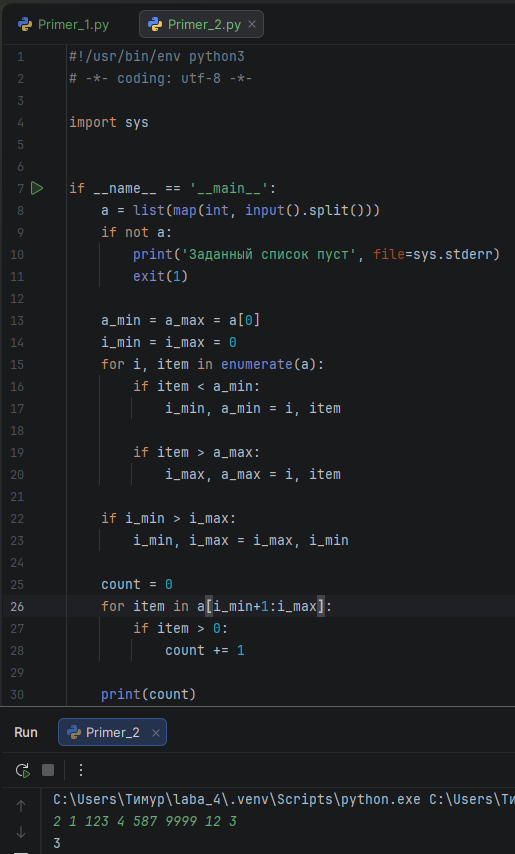 Primer_1.py Primer_2.py
1 #!/usr/bin/env python3
2 # -*- coding: utf-8 -*-
3
4 import sys
5
6
7 if __name__ == '__main__':
8     a = list(map(int, input().split()))
9     if not a:
10         print('Заданный список пуст', file=sys.stderr)
11         exit(1)
12
13     a_min = a_max = a[0]
14     i_min = i_max = 0
15     for i, item in enumerate(a):
16         if item < a_min:
17             i_min, a_min = i, item
18
19         if item > a_max:
20             i_max, a_max = i, item
21
22     if i_min > i_max:
23         i_min, i_max = i_max, i_min
24
25     count = 0
26     for item in a[i_min+1:i_max]:
27         if item > 0:
28             count += 1
29
30     print(count)
Run Primer_2
C:\Users\Тимур\laba_4\.venv\Scripts\python.exe C:\Users\
2 1 123 4 587 9999 12 3
3